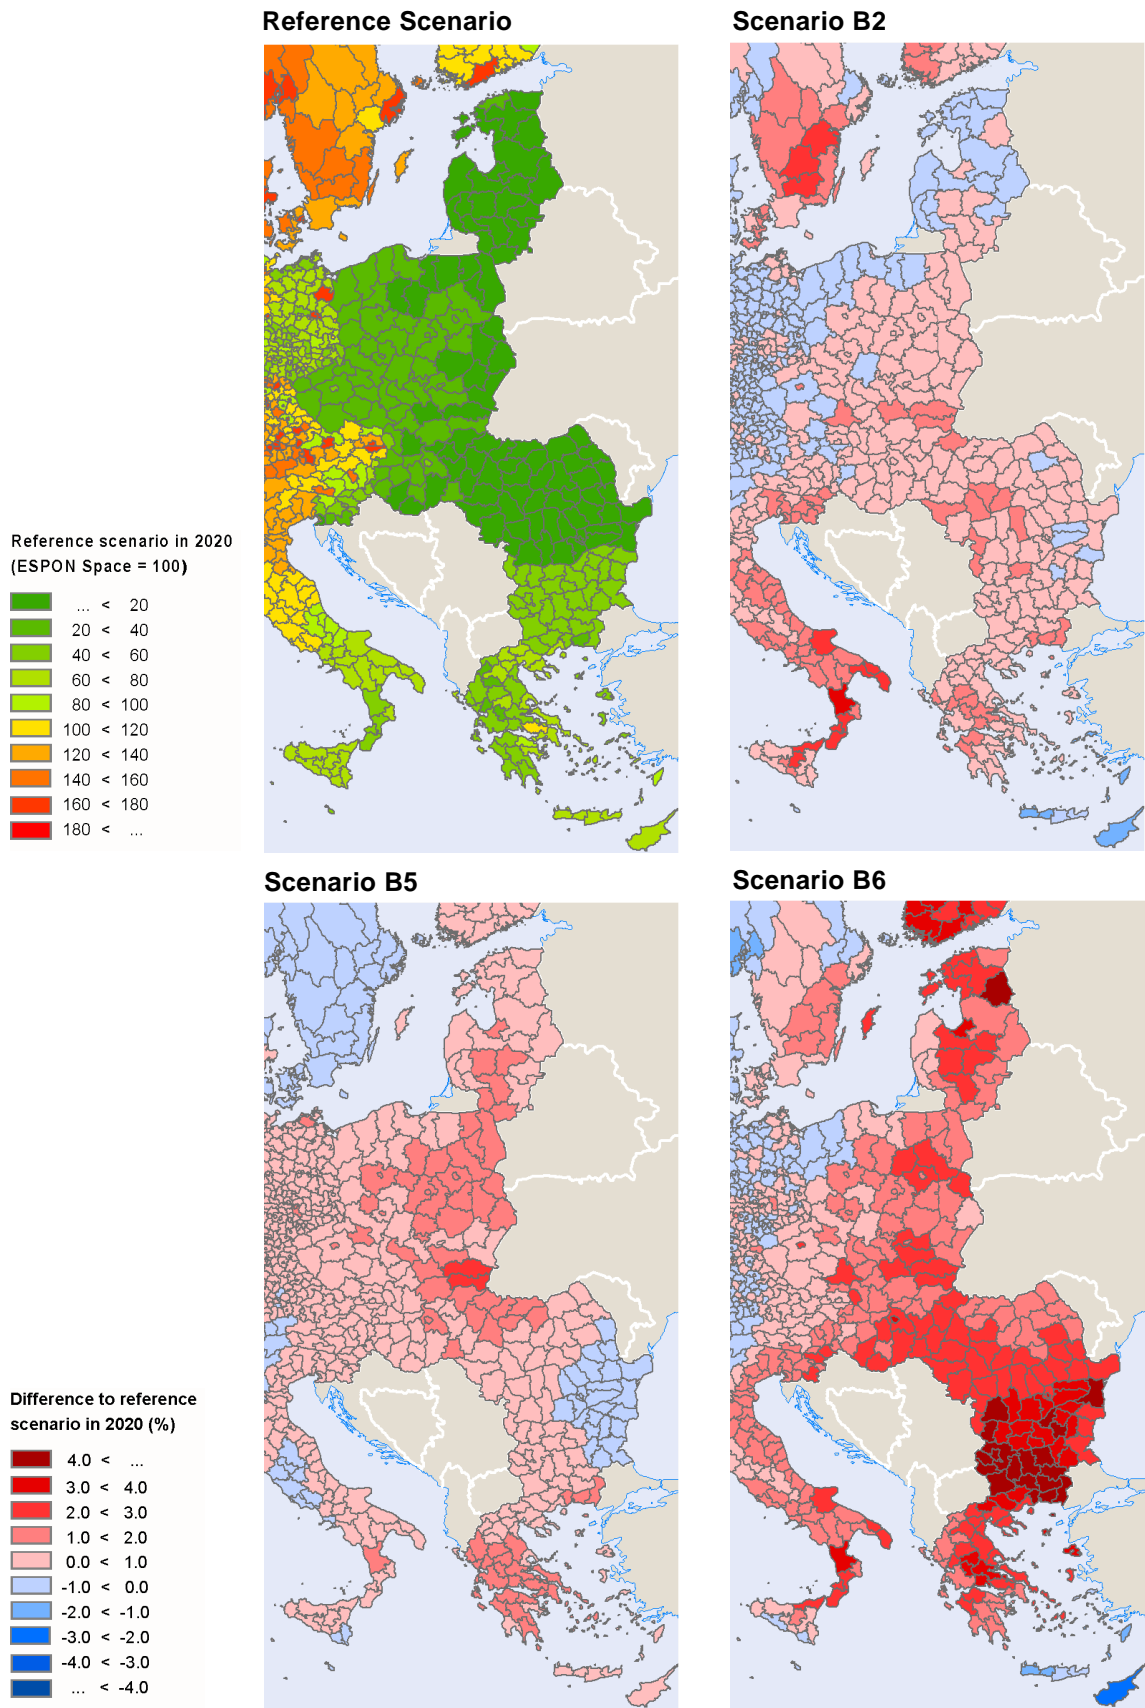 Reference Scenario
Scenario B2
Reference scenario in 2020
(ESPON Space = 100)
... < 20
20 < 40
40 < 60
60 < 80
80 < 100
100 < 120
120 < 140
140 < 160
160 < 180
180 < ...
Scenario B5
Scenario B6
Difference to reference
scenario in 2020 (%)
4.0 < ...
3.0 < 4.0
2.0 < 3.0
1.0 < 2.0
0.0 < 1.0
-1.0 < 0.0
-2.0 < -1.0
-3.0 < -2.0
-4.0 < -3.0
... < -4.0